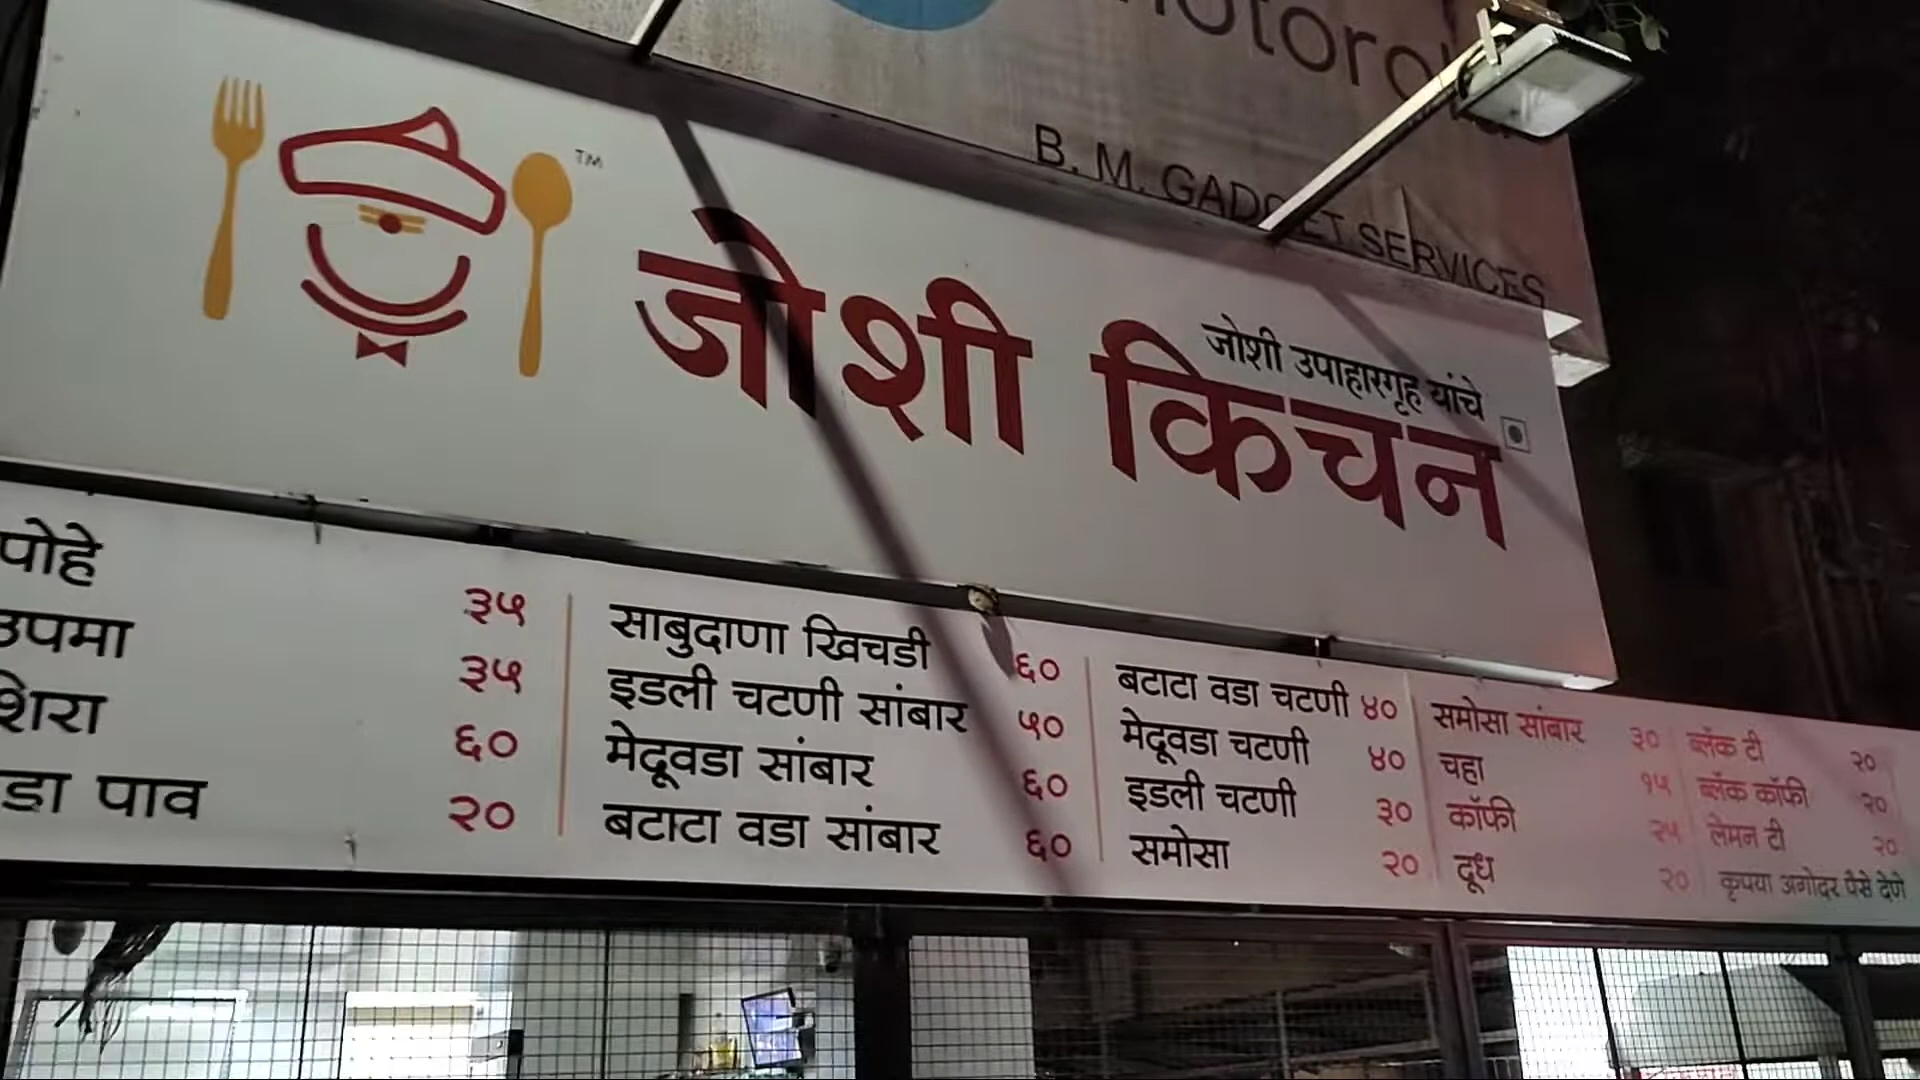 B. M. GADGET SERVICES
TM
जोशी उपाहारगृह यांचे
जोशी किचन
पोहे ३५
उपमा ३५
शिरा ६०
पाव २०
साबुदाणा खिचडी ६०
इडली चटणी सांबार ५०
मेदूवडा सांबार ६०
बटाटा वडा सांबार ६०
बटाटा वडा चटणी ४०
मेदूवडा चटणी ४०
इडली चटणी ३०
समोसा २०
समोसा सांबार ३०
चहा १५
कॉफी २५
दूध २०
ब्लॅक टी २०
ब्लॅक कॉफी २०
लेमन टी २०
कृपया अगोदर पैसे देणे